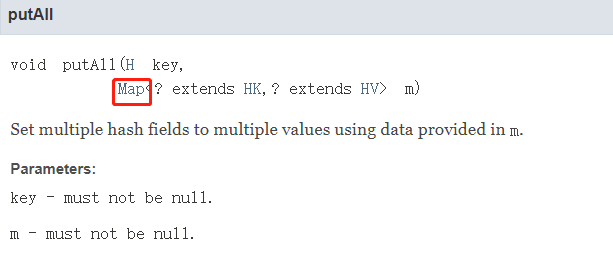 putAll
void putAll(H key,
Map<? extends HK,? extends HV> m)
Set multiple hash fields to multiple values using data provided in m.
Parameters:
key - must not be null.
m - must not be null.